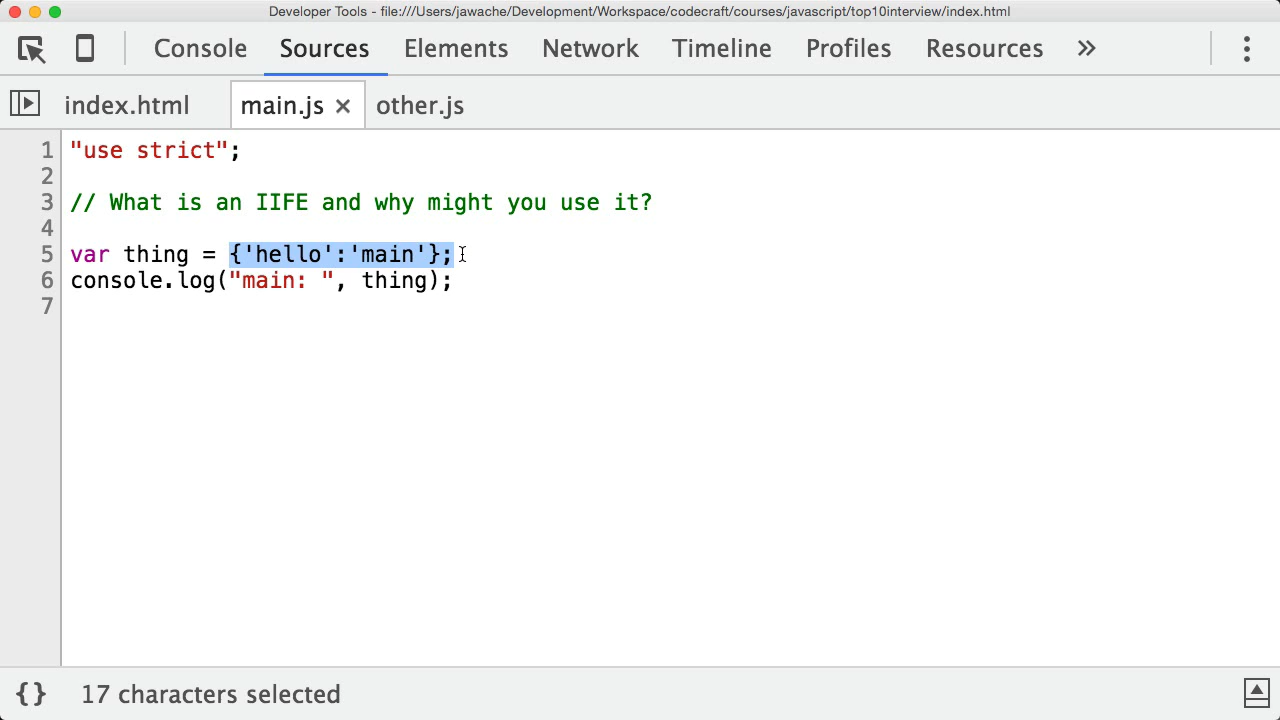 Developer Tools - file:///Users/jawache/Development/Workspace/codecraft/courses/javascript/top10interview/index.html
Console Sources Elements Network Timeline Profiles Resources »
index.html main.js × other.js
1 "use strict";
2
3 // What is an IIFE and why might you use it?
4
5 var thing = {'hello':'main'};
6 console.log("main: ", thing);
7
{} 17 characters selected